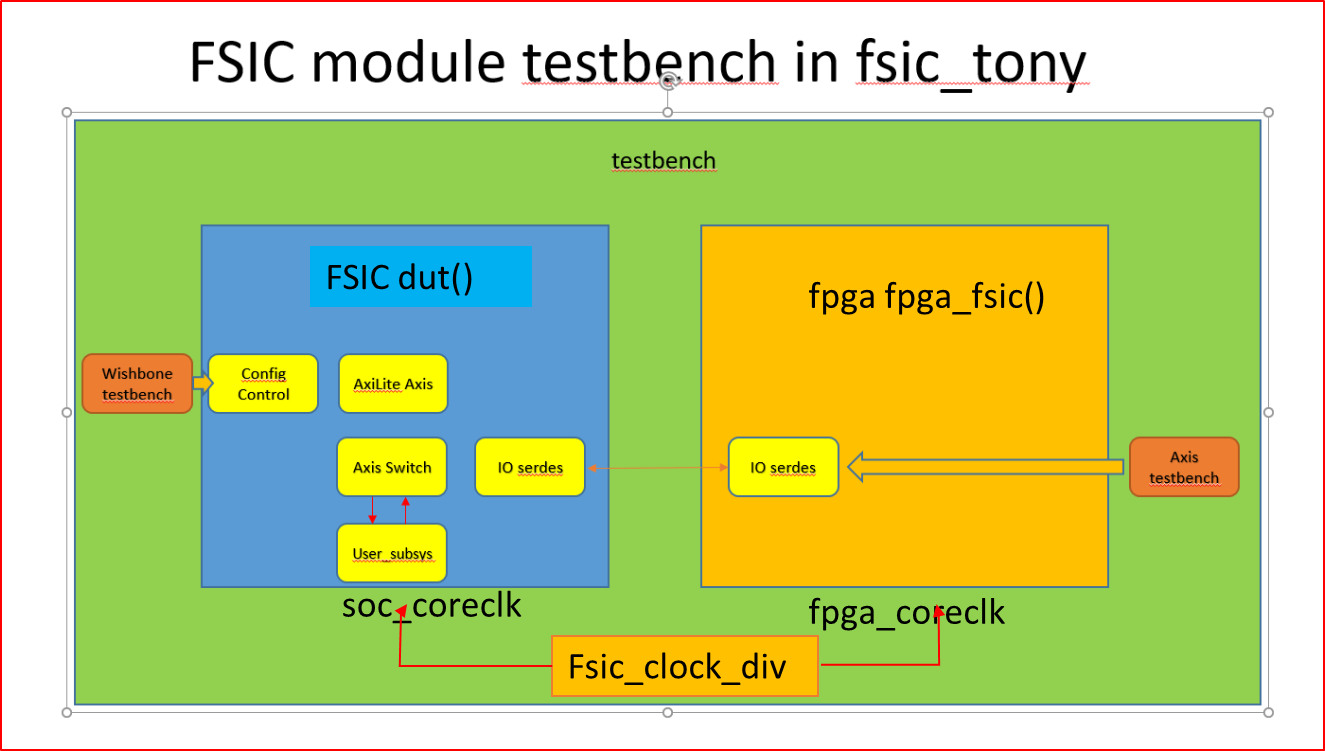 FSIC module testbench in fsic_tony
testbench
FSIC dut()
fpga fpga_fsic()
Wishbone
testbench
Config
Control
AxiLite Axis
Axis Switch
IO serdes
IO serdes
Axis
testbench
User_subsys
soc_coreclk
fpga_coreclk
Fsic_clock_div